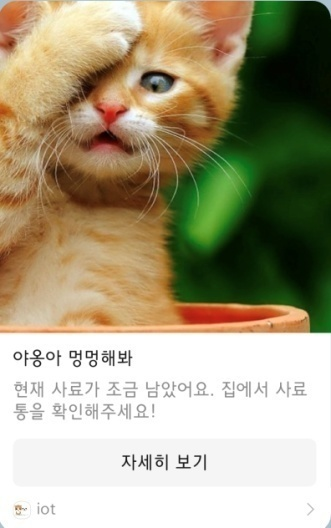 야옹아 멍멍해봐
현재 사료가 조금 남았어요. 집에서 사료
통을 확인해주세요!
자세히 보기
iot